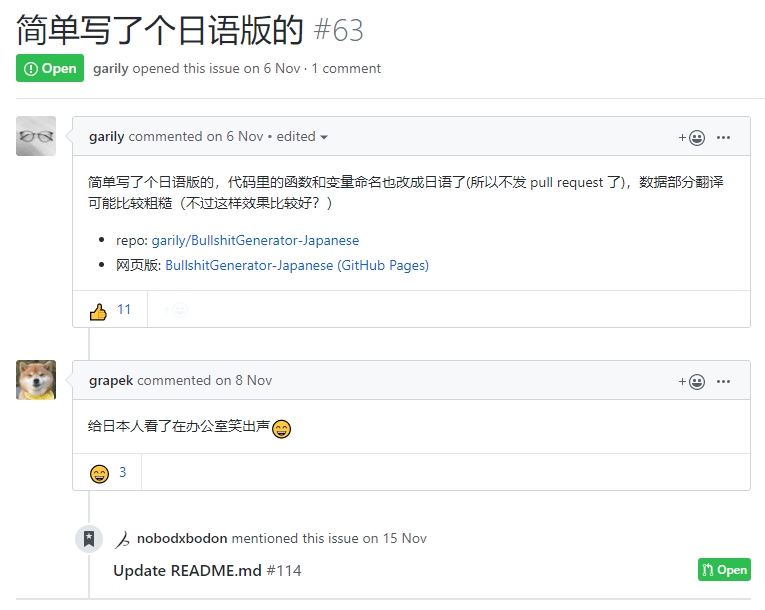 简单写了个日语版的 #63
Open garily opened this issue on 6 Nov · 1 comment
garily commented on 6 Nov • edited
简单写了个日语版的，代码里的函数和变量命名也改成日语了(所以不发 pull request 了)，数据部分翻译
可能比较粗糙（不过这样效果比较好？）
repo: garily/BullshitGenerator-Japanese
网页版: BullshitGenerator-Japanese (GitHub Pages)
11
grapek commented on 8 Nov
给日本人看了在办公室笑出声
3
nobodxbodon mentioned this issue on 15 Nov
Update README.md #114
Open